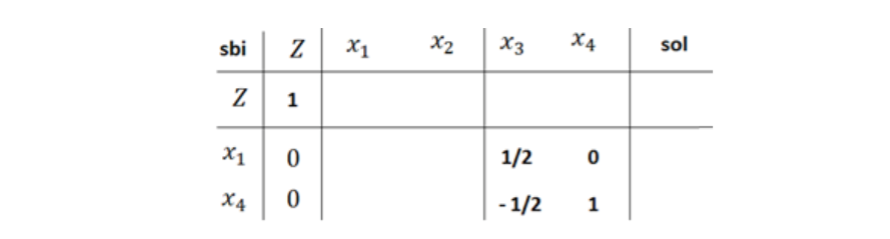 sbi Z x₁ x₂ x₃ x₄ sol
Z 1
x₁ 0 1/2 0
x₄ 0 - 1/2 1